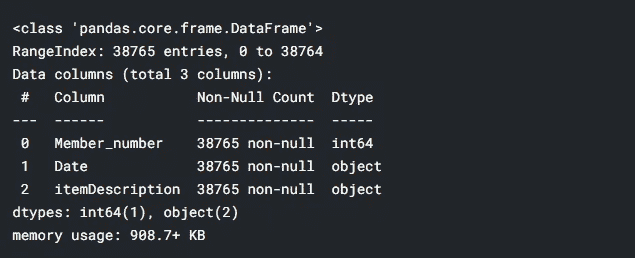 <class 'pandas.core.frame.DataFrame'>
RangeIndex: 38765 entries, 0 to 38764
Data columns (total 3 columns):
 #   Column           Non-Null Count  Dtype
---  ------           --------------  -----
 0   Member_number    38765 non-null  int64
 1   Date             38765 non-null  object
 2   itemDescription  38765 non-null  object
dtypes: int64(1), object(2)
memory usage: 908.7+ KB